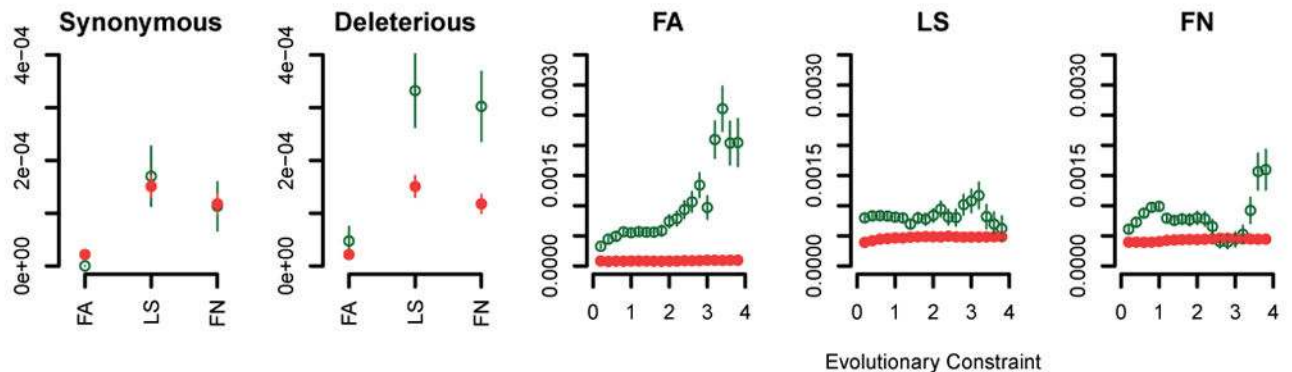 Synonymous
4e−04
2e−04
0e+00
FA
LS
FN
Deleterious
4e−04
2e−04
0e+00
FA
LS
FN
FA
0.0030
0.0015
0.0000
0 1 2 3 4
LS
0.0030
0.0015
0.0000
0 1 2 3 4
FN
0.0030
0.0015
0.0000
0 1 2 3 4
Evolutionary Constraint